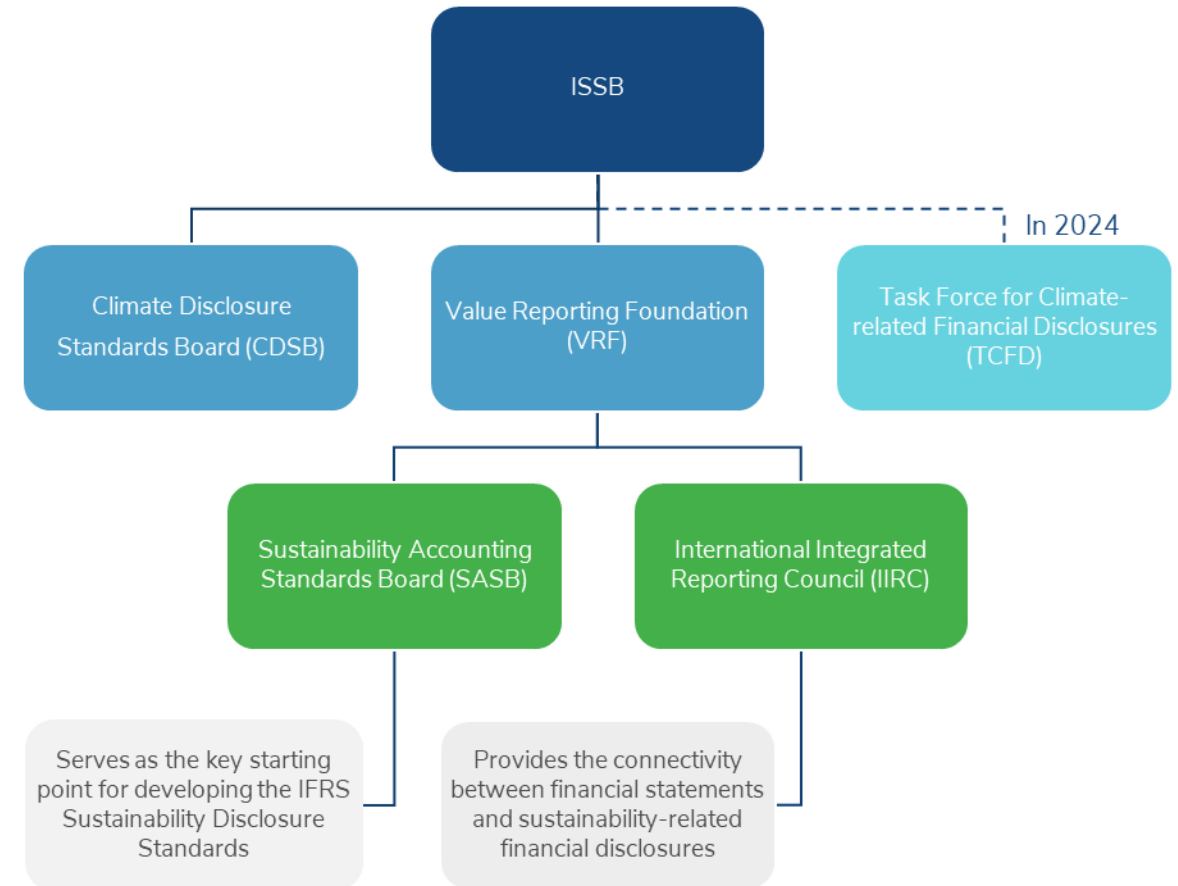 ISSB
In 2024
Climate Disclosure
Standards Board (CDSB)
Value Reporting Foundation
(VRF)
Task Force for Climate-
related Financial Disclosures
(TCFD)
Sustainability Accounting
Standards Board (SASB)
International Integrated
Reporting Council (IIRC)
Serves as the key starting
point for developing the IFRS
Sustainability Disclosure
Standards
Provides the connectivity
between financial statements
and sustainability-related
financial disclosures